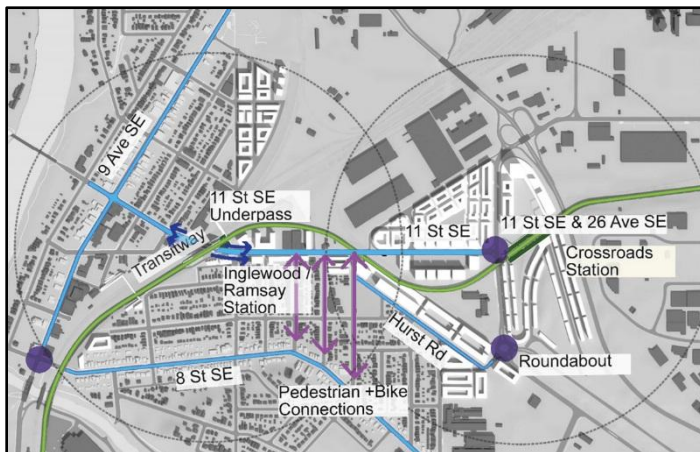 9 Ave SE
11 St SE
Underpass
Transitway
11 St SE
11 St SE & 26 Ave SE
Crossroads
Station
Inglewood /
Ramsay
Station
Hurst Rd
Roundabout
8 St SE
Pedestrian +Bike
Connections